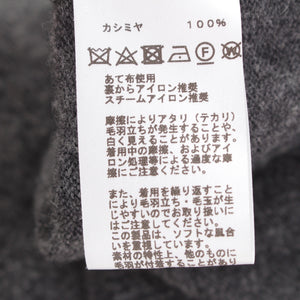 カシミヤ 100%
あて布使用
裏からアイロン推奨
スチームアイロン推奨
摩擦によりアタリ（テカリ）
毛羽立ちが発生することや、
白く見えることがあります。
着用中の摩擦、およびアイ
ロン処理等による過度な摩
擦にご注意ください。
また、着用を繰り返すこと
により毛羽立ち・毛玉が生
じやすいのでお取り扱いに
ご注意ください。
この製品は、ソフトな風合
いを重視しています。
素材の特性上、他のものに
毛羽が付着する